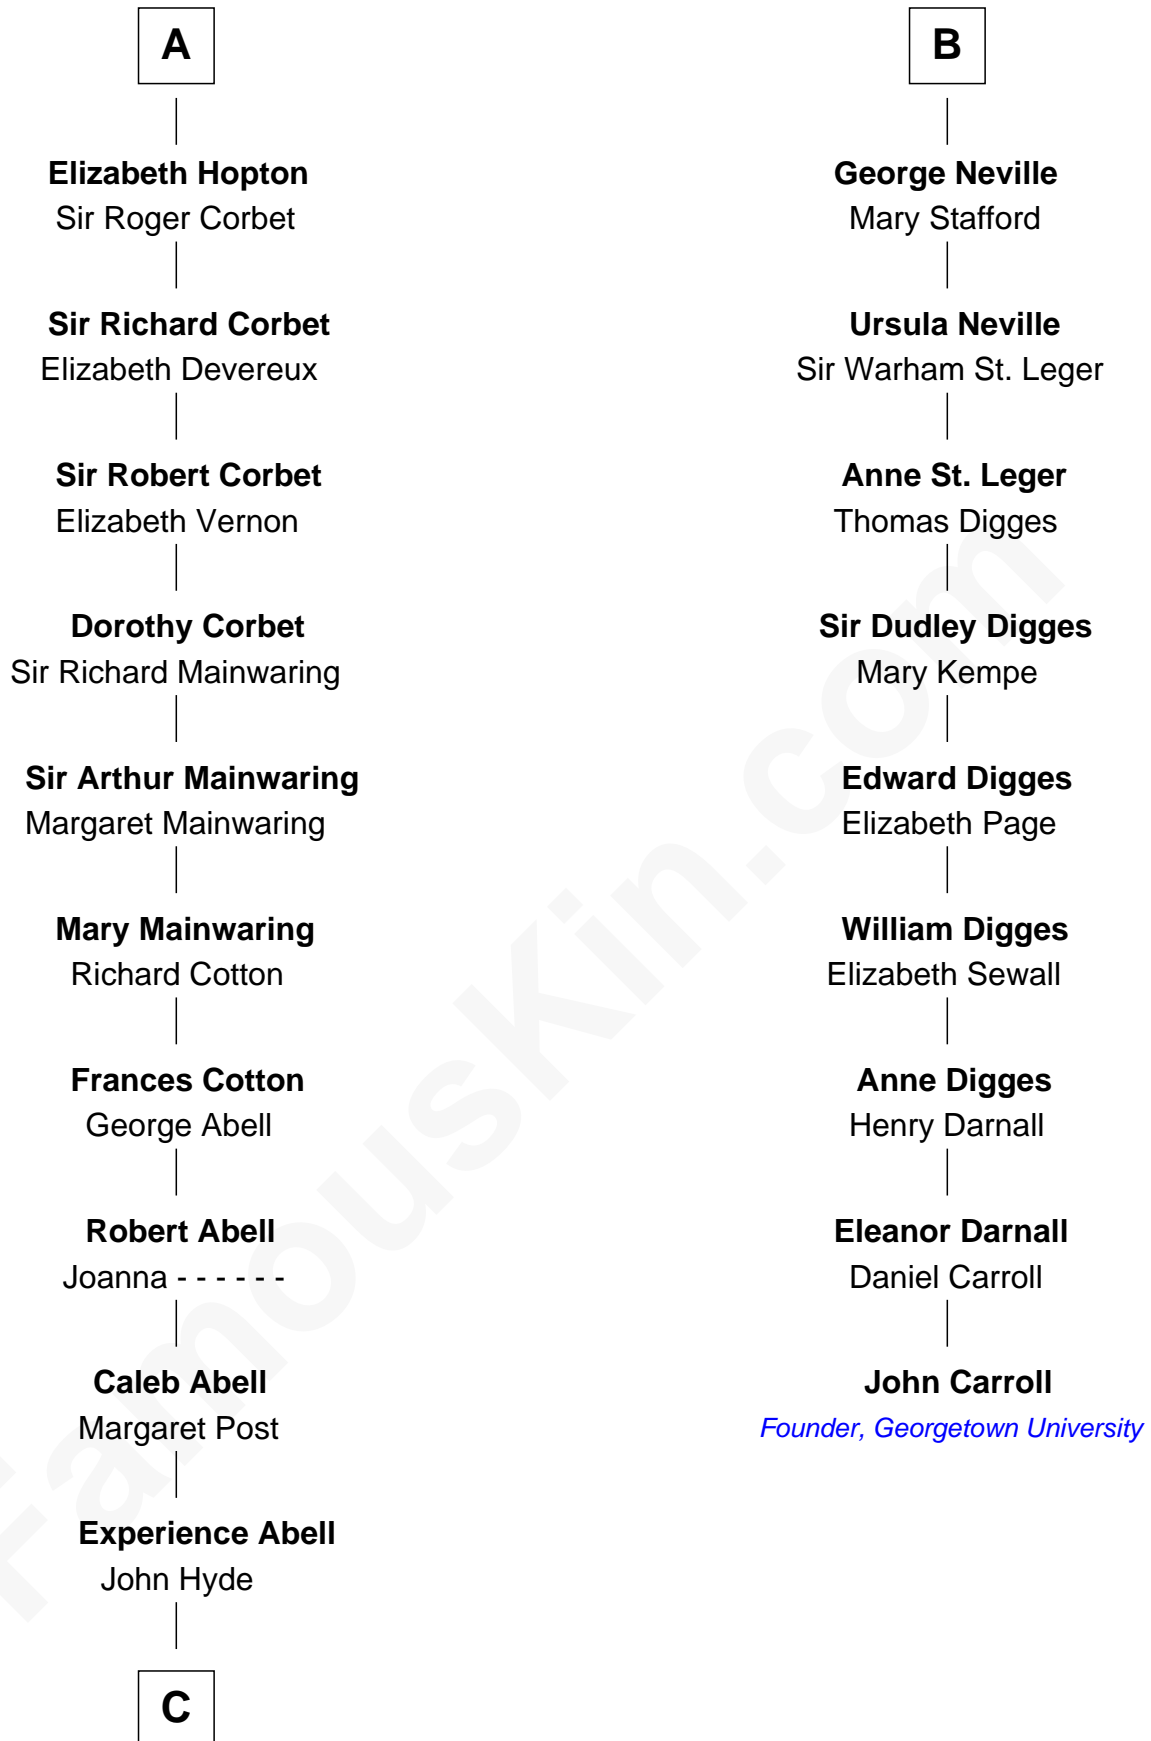 A
Elizabeth Hopton
Sir Roger Corbet
Sir Richard Corbet
Elizabeth Devereux
Sir Robert Corbet
Elizabeth Vernon
Dorothy Corbet
Sir Richard Mainwaring
Sir Arthur Mainwaring
Margaret Mainwaring
Mary Mainwaring
Richard Cotton
Frances Cotton
George Abell
Robert Abell
Joanna - - - - - -
Caleb Abell
Margaret Post
Experience Abell
John Hyde
C
B
George Neville
Mary Stafford
Ursula Neville
Sir Warham St. Leger
Anne St. Leger
Thomas Digges
Sir Dudley Digges
Mary Kempe
Edward Digges
Elizabeth Page
William Digges
Elizabeth Sewall
Anne Digges
Henry Darnall
Eleanor Darnall
Daniel Carroll
John Carroll
Founder, Georgetown University
FamousKin.com